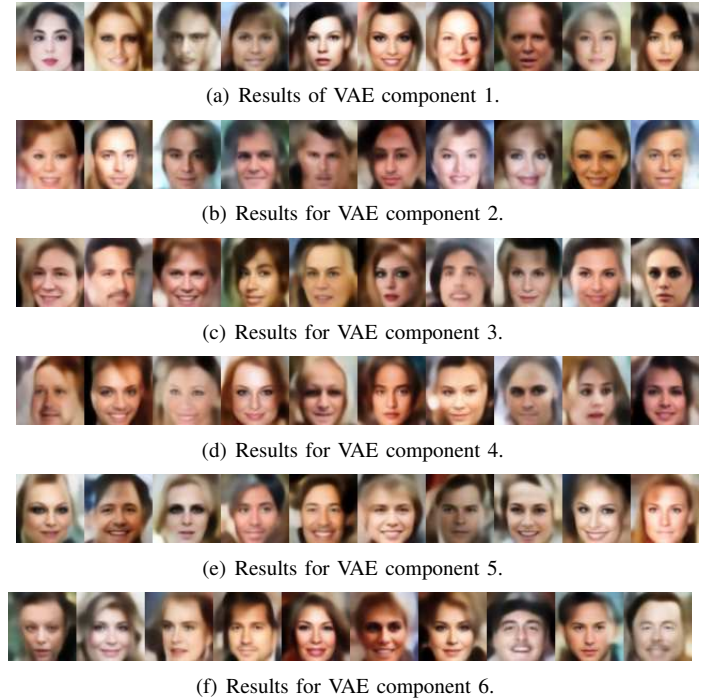 (a) Results of VAE component 1.
(b) Results for VAE component 2.
(c) Results for VAE component 3.
(d) Results for VAE component 4.
(e) Results for VAE component 5.
(f) Results for VAE component 6.